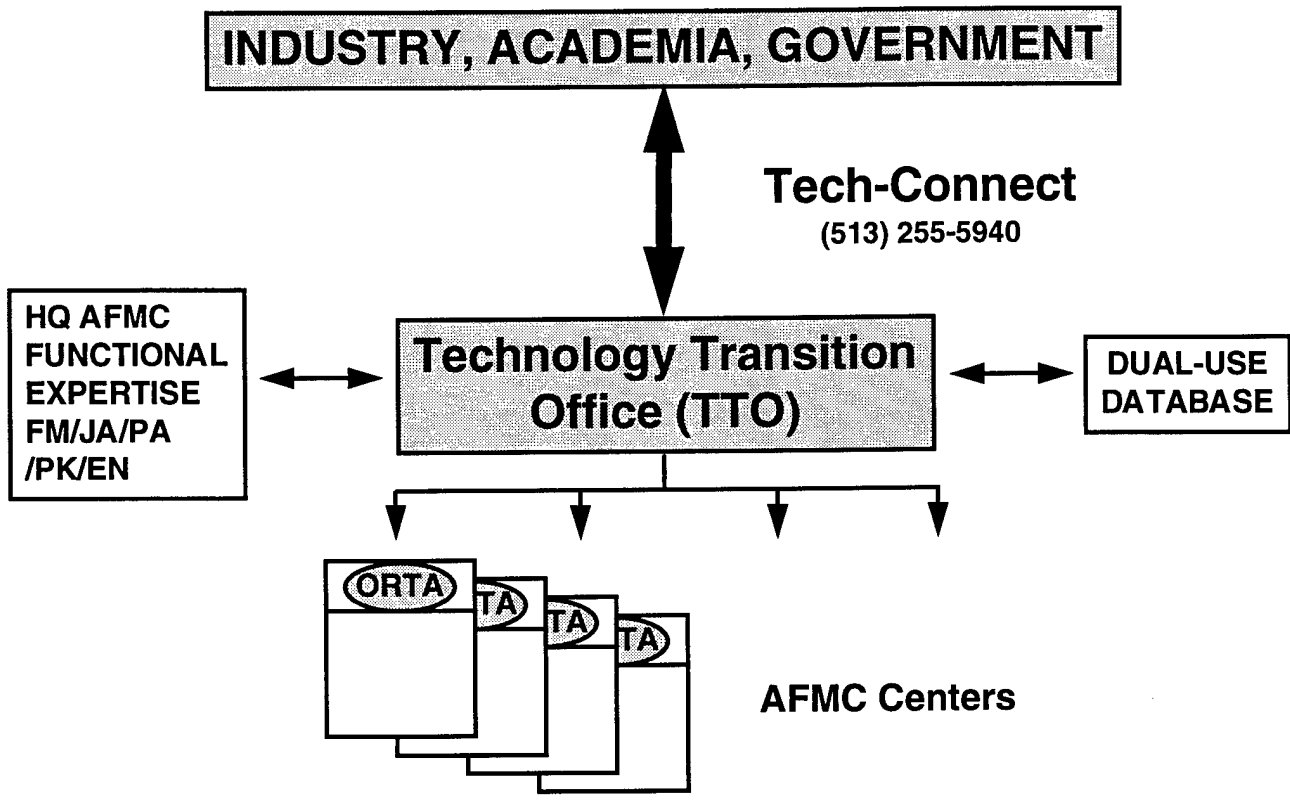 INDUSTRY, ACADEMIA, GOVERNMENT
Tech-Connect
(513) 255-5940
HQ AFMC
FUNCTIONAL
EXPERTISE
FM/JA/PA
/PK/EN
Technology Transition
Office (TTO)
DUAL-USE
DATABASE
ORTA
TA
TA
TA
AFMC Centers